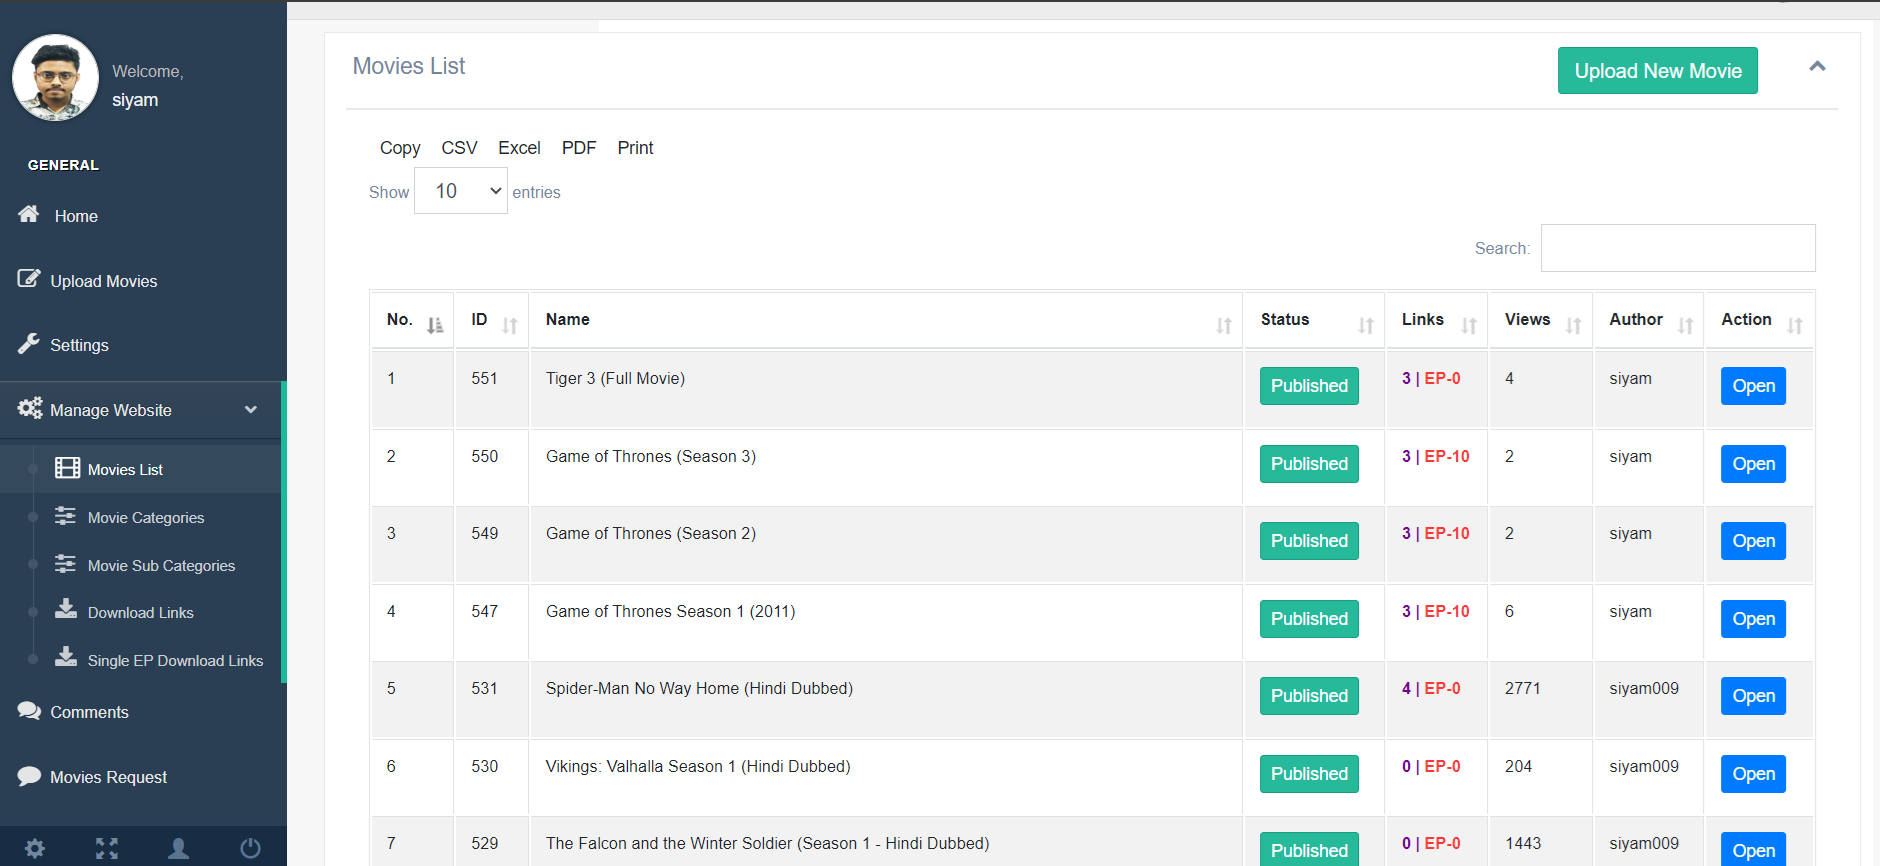 Welcome,
siyam
GENERAL
Home
Upload Movies
Settings
Manage Website
Movies List
Movie Categories
Movie Sub Categories
Download Links
Single EP Download Links
Comments
Movies Request
Movies List
Upload New Movie
Copy CSV Excel PDF Print
Show 10 entries
Search:
No. ID Name Status Links Views Author Action
1 551 Tiger 3 (Full Movie) Published 3 | EP-0 4 siyam Open
2 550 Game of Thrones (Season 3) Published 3 | EP-10 2 siyam Open
3 549 Game of Thrones (Season 2) Published 3 | EP-10 2 siyam Open
4 547 Game of Thrones Season 1 (2011) Published 3 | EP-10 6 siyam Open
5 531 Spider-Man No Way Home (Hindi Dubbed) Published 4 | EP-0 2771 siyam009 Open
6 530 Vikings: Valhalla Season 1 (Hindi Dubbed) Published 0 | EP-0 204 siyam009 Open
7 529 The Falcon and the Winter Soldier (Season 1 - Hindi Dubbed) Published 0 | EP-0 1443 siyam009 Open